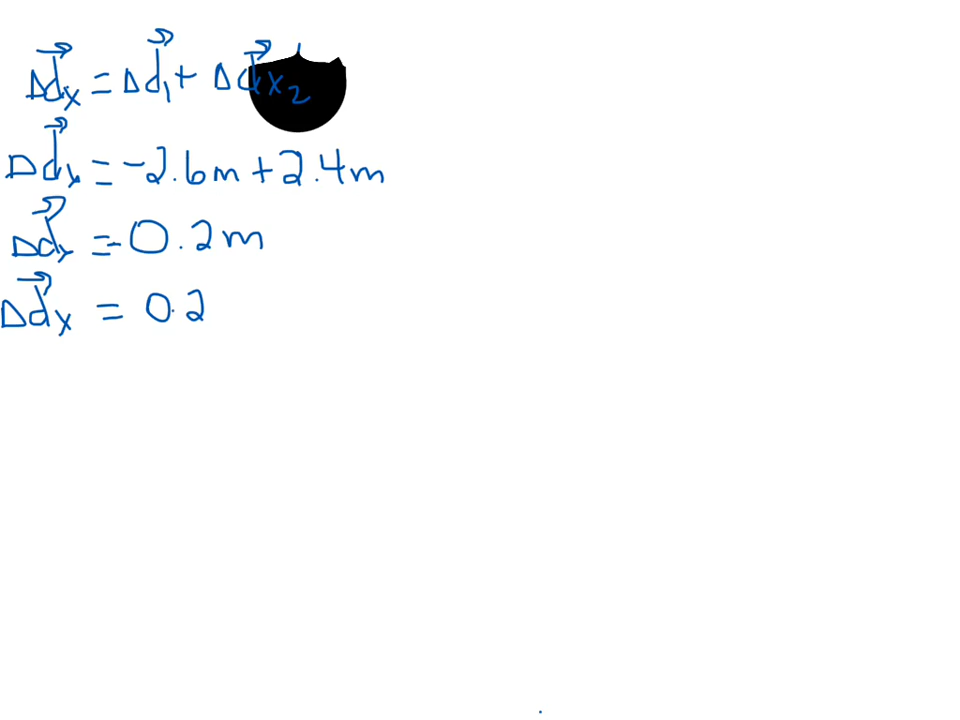 Δd⃗x = Δd⃗1 + Δd⃗x2
Δd⃗x = -2.6m + 2.4m
Δd⃗x = -0.2m
Δd⃗x = 0.2